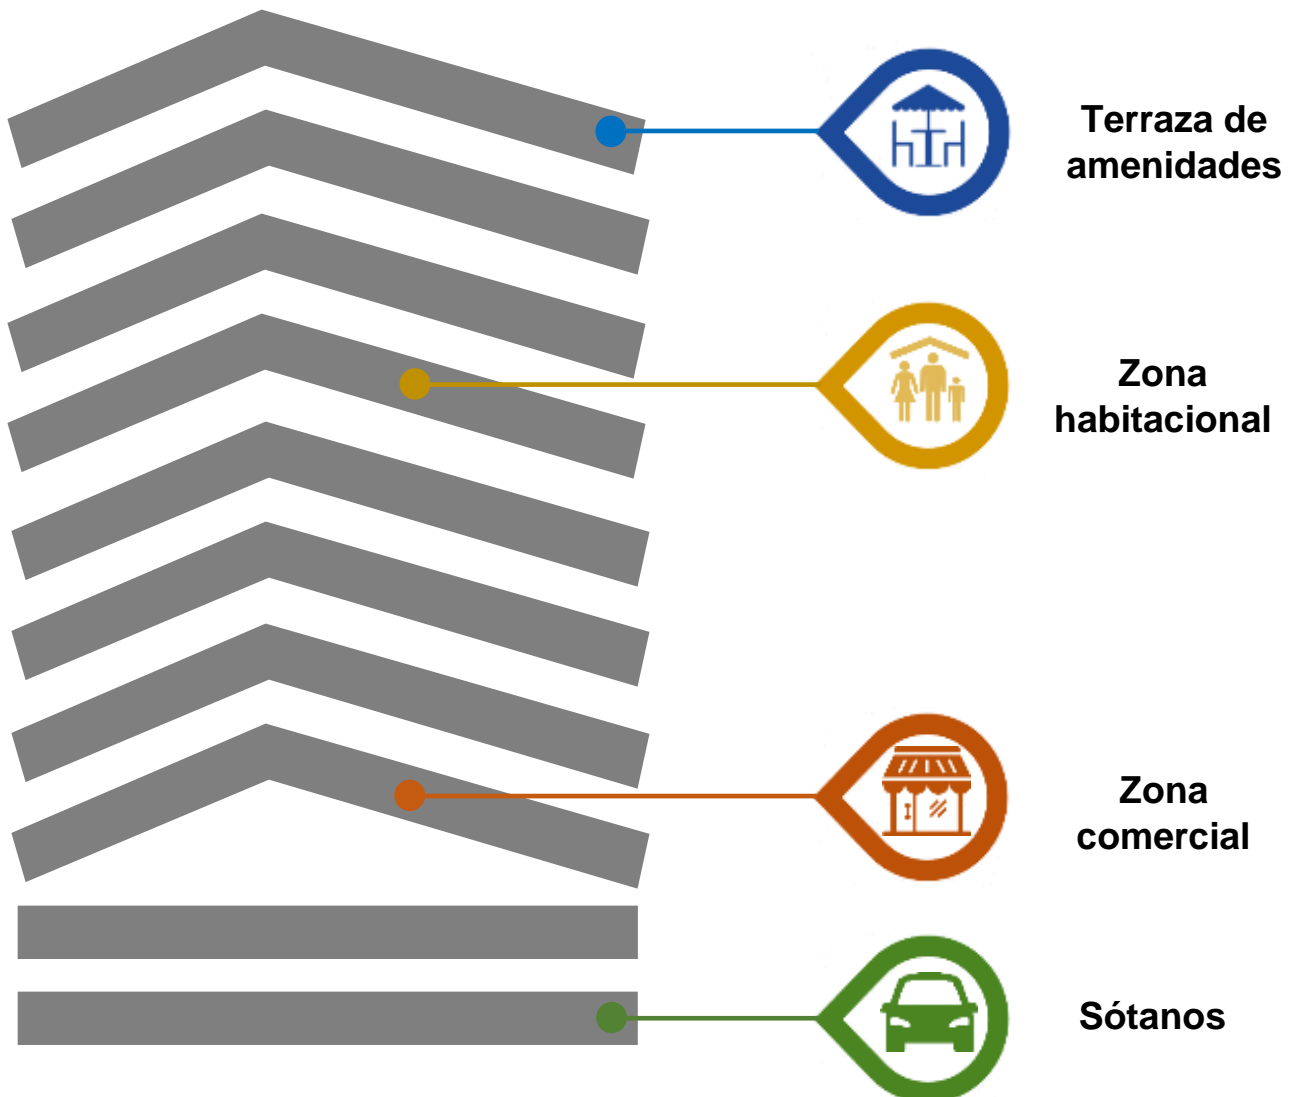 Terraza de
amenidades
Zona
habitacional
Zona
comercial
Sótanos